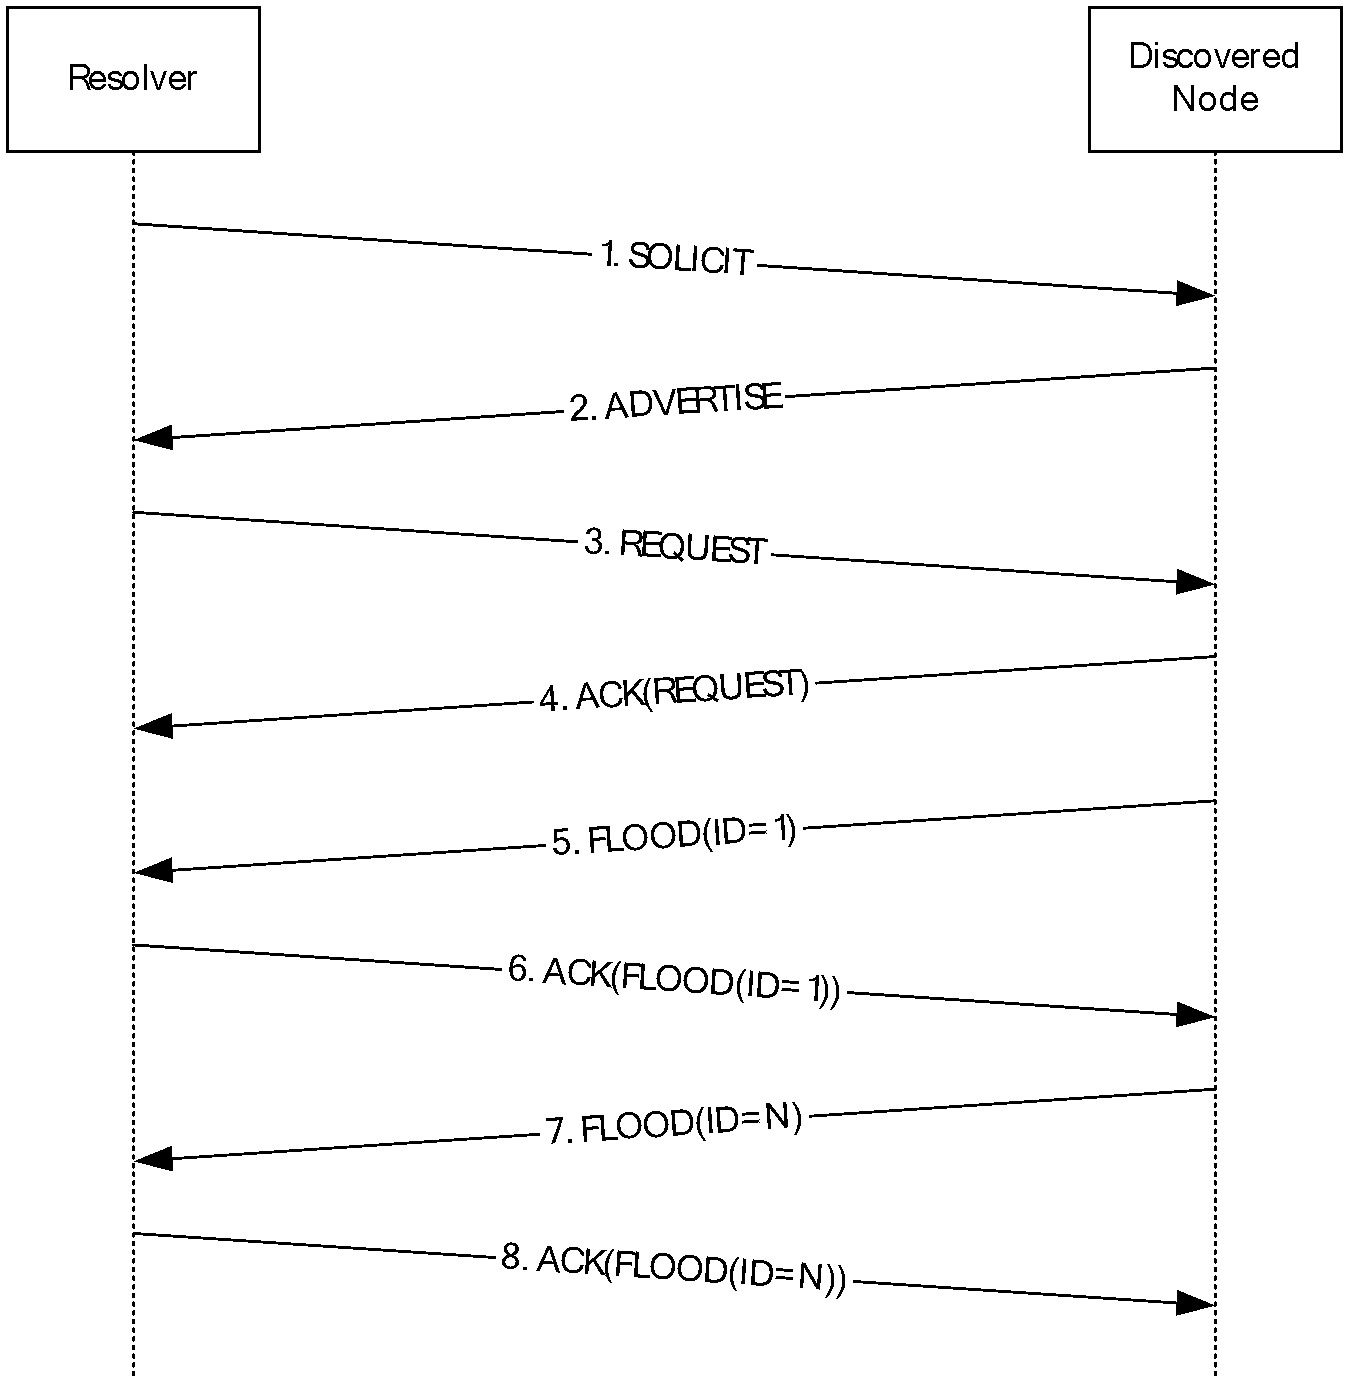 Resolver
Discovered
Node
1. SOLICIT
2. ADVERTISE
3. REQUEST
4. ACK(REQUEST)
5. FLOOD(ID=1)
6. ACK(FLOOD(ID=1))
7. FLOOD(ID=N)
8. ACK(FLOOD(ID=N))